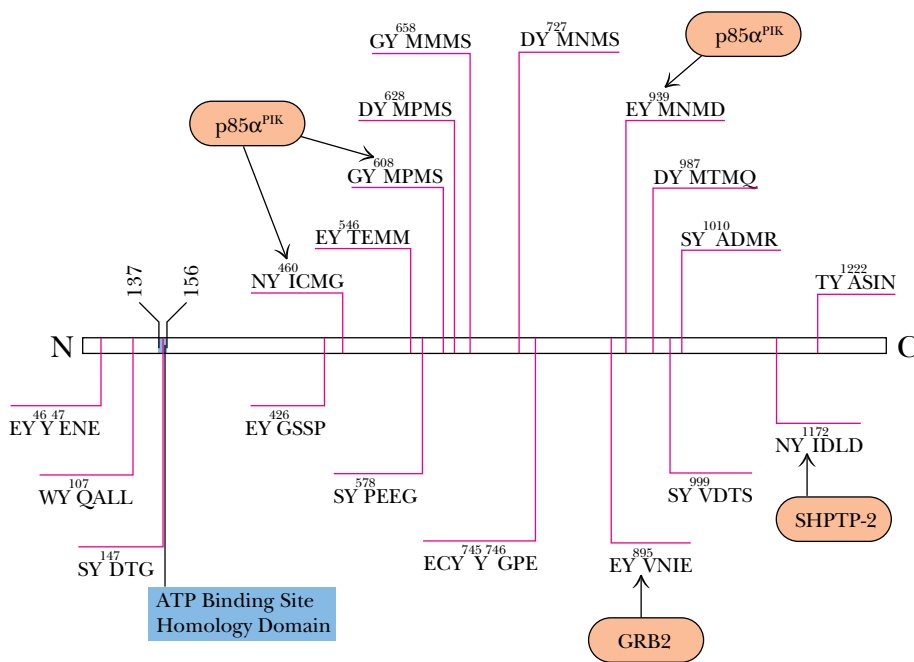 658
GY MMMS
727
DY MNMS
p85α^PIK
628
DY MPMS
939
EY MNMD
p85α^PIK
608
GY MPMS
987
DY MTMQ
546
EY TEMM
1010
SY ADMR
137
156
460
NY ICMG
1222
TY ASIN
N
C
46 47
EY Y ENE
426
EY GSSP
1172
NY IDLD
107
WY QALL
578
SY PEEG
999
SY VDTS
SHPTP-2
147
SY DTG
745 746
ECY Y GPE
895
EY VNIE
ATP Binding Site
Homology Domain
GRB2